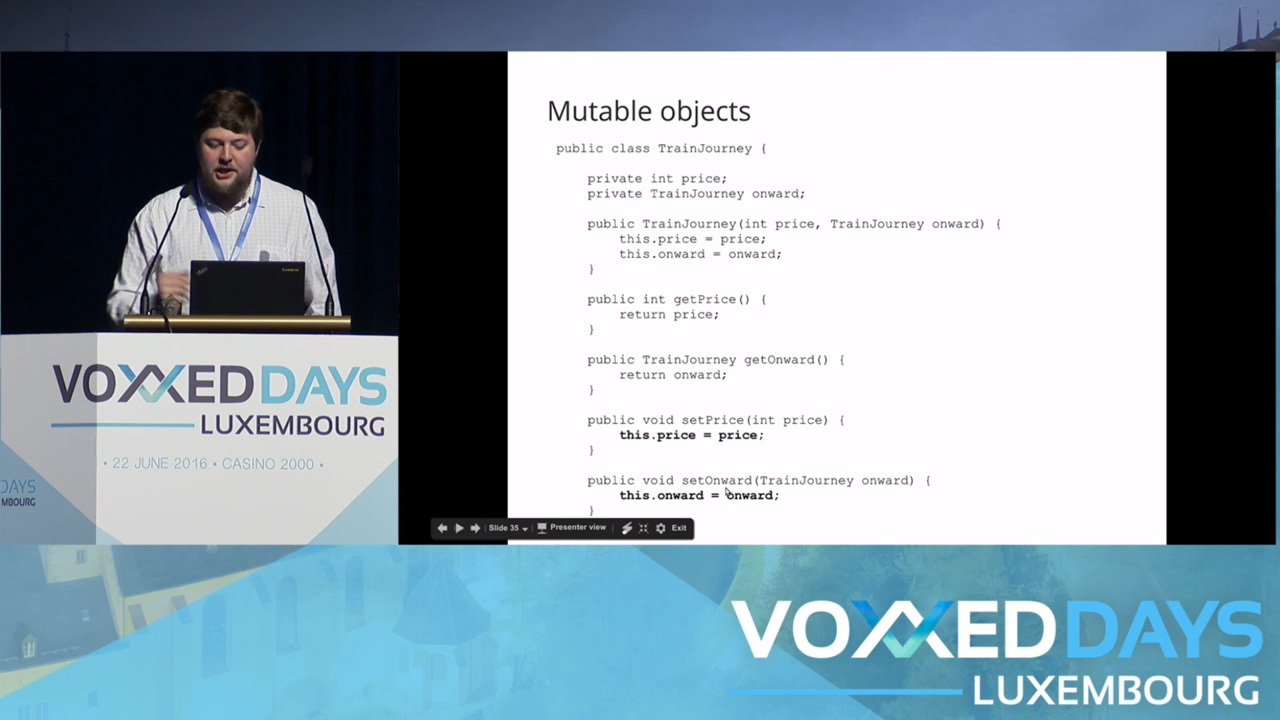 Mutable objects
public class TrainJourney {
private int price;
private TrainJourney onward;
public TrainJourney(int price, TrainJourney onward) {
this.price = price;
this.onward = onward;
}
public int getPrice() {
return price;
}
public TrainJourney getOnward() {
return onward;
}
public void setPrice(int price) {
this.price = price;
}
public void setOnward(TrainJourney onward) {
this.onward = onward;
}
Slide 35
Presenter view
Exit
VOXXED DAYS
LUXEMBOURG
• 22 JUNE 2016 • CASINO 2000 •
DAYS
MBOURG
VOXXED DAYS
LUXEMBOURG